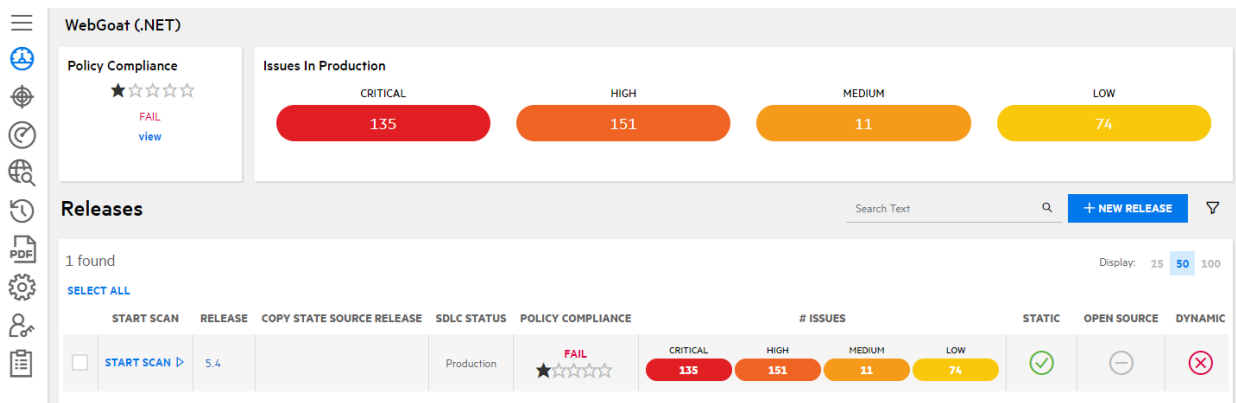 WebGoat (.NET)
Policy Compliance
FAIL
view
Issues In Production
CRITICAL HIGH MEDIUM LOW
135 151 11 74
Releases
Search Text
+ NEW RELEASE
PDF
1 found
Display: 25 50 100
SELECT ALL
START SCAN RELEASE COPY STATE SOURCE RELEASE SDLC STATUS POLICY COMPLIANCE # ISSUES STATIC OPEN SOURCE DYNAMIC
START SCAN 5.4 Production FAIL
CRITICAL HIGH MEDIUM LOW
135 151 11 74